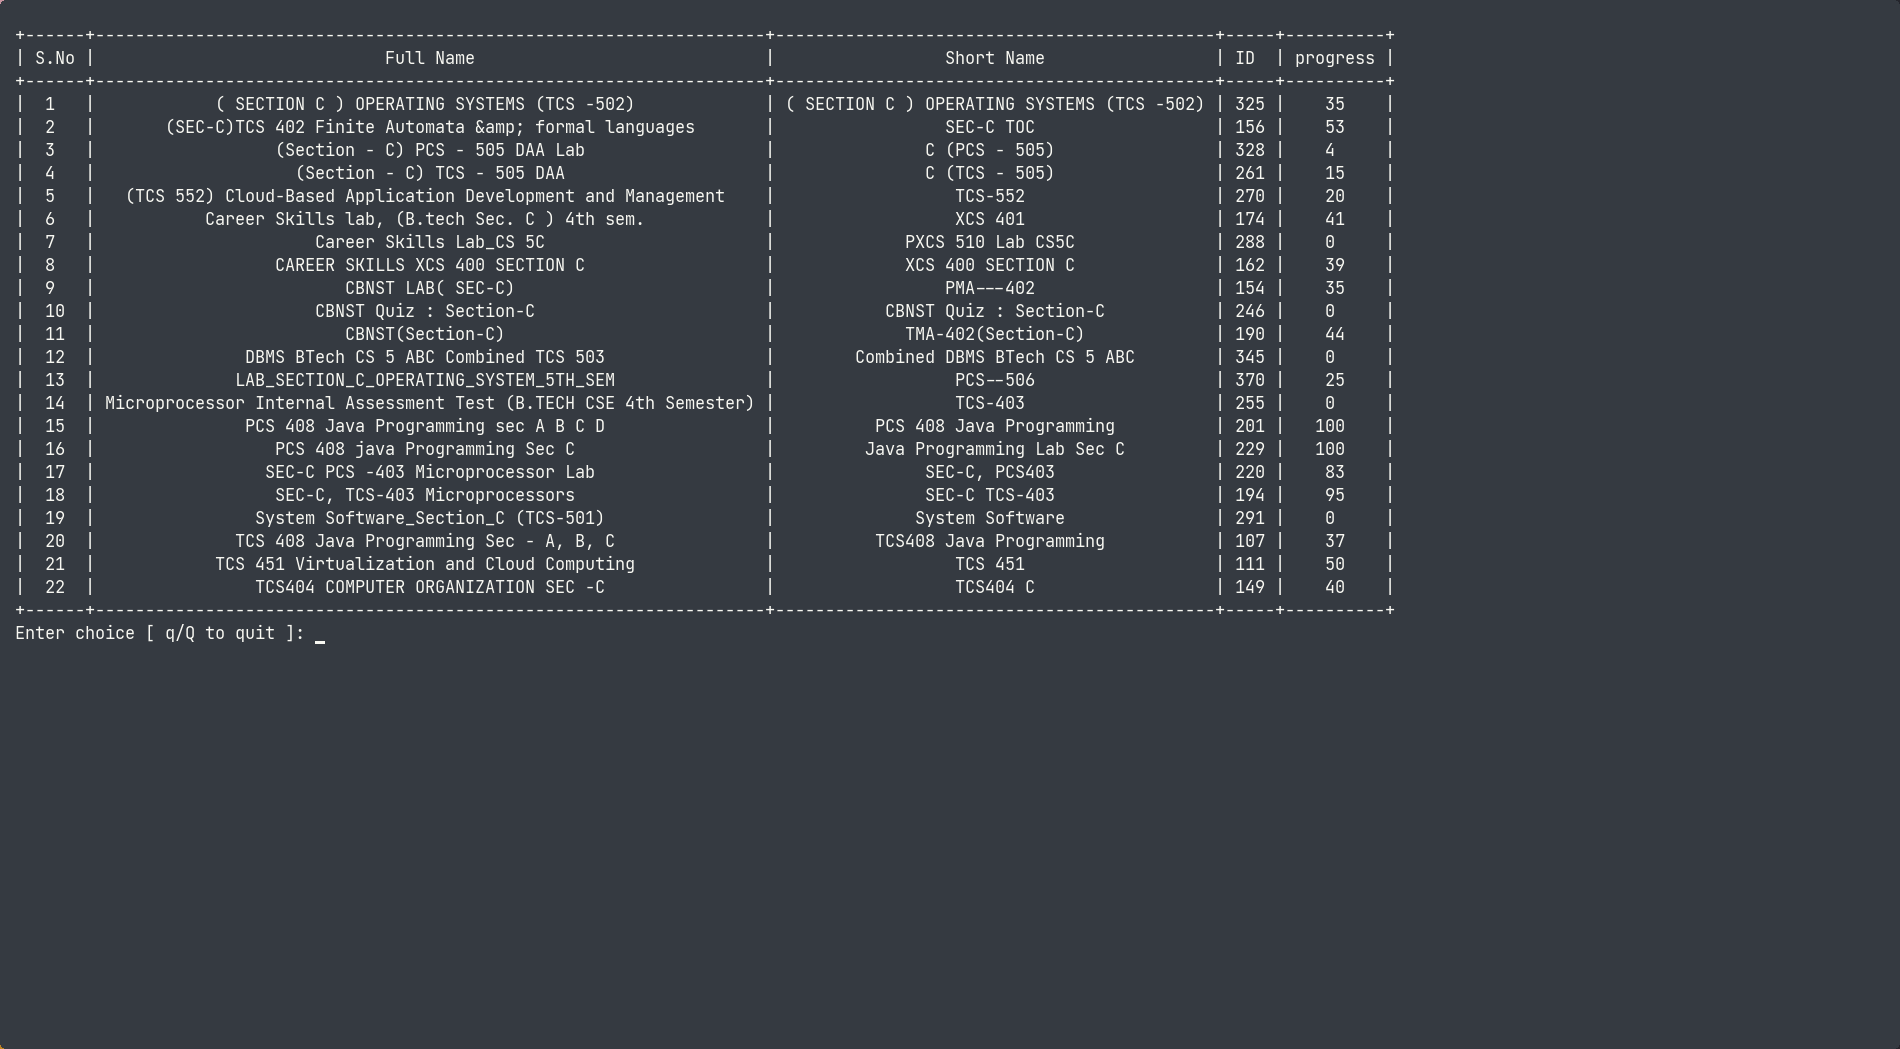 +------+-------------------------------------------------------------------+--------------------------------------------+-----+----------+
| S.No |                             Full Name                             |                 Short Name                 | ID  | progress |
+------+-------------------------------------------------------------------+--------------------------------------------+-----+----------+
|  1   |            ( SECTION C ) OPERATING SYSTEMS (TCS -502)             | ( SECTION C ) OPERATING SYSTEMS (TCS -502) | 325 |    35    |
|  2   |       (SEC-C)TCS 402 Finite Automata &amp; formal languages       |                 SEC-C TOC                  | 156 |    53    |
|  3   |                  (Section - C) PCS - 505 DAA Lab                  |               C (PCS - 505)                | 328 |    4     |
|  4   |                    (Section - C) TCS - 505 DAA                    |               C (TCS - 505)                | 261 |    15    |
|  5   |   (TCS 552) Cloud-Based Application Development and Management    |                  TCS-552                   | 270 |    20    |
|  6   |           Career Skills lab, (B.tech Sec. C ) 4th sem.            |                  XCS 401                   | 174 |    41    |
|  7   |                      Career Skills Lab_CS 5C                      |             PXCS 510 Lab CS5C              | 288 |    0     |
|  8   |                  CAREER SKILLS XCS 400 SECTION C                  |             XCS 400 SECTION C              | 162 |    39    |
|  9   |                         CBNST LAB( SEC-C)                         |                 PMA---402                  | 154 |    35    |
|  10  |                      CBNST Quiz : Section-C                       |           CBNST Quiz : Section-C           | 246 |    0     |
|  11  |                         CBNST(Section-C)                          |             TMA-402(Section-C)             | 190 |    44    |
|  12  |               DBMS BTech CS 5 ABC Combined TCS 503                |        Combined DBMS BTech CS 5 ABC        | 345 |    0     |
|  13  |              LAB_SECTION_C_OPERATING_SYSTEM_5TH_SEM               |                  PCS--506                  | 370 |    25    |
|  14  | Microprocessor Internal Assessment Test (B.TECH CSE 4th Semester) |                  TCS-403                   | 255 |    0     |
|  15  |               PCS 408 Java Programming sec A B C D                |          PCS 408 Java Programming          | 201 |   100    |
|  16  |                  PCS 408 java Programming Sec C                   |         Java Programming Lab Sec C         | 229 |   100    |
|  17  |                 SEC-C PCS -403 Microprocessor Lab                 |               SEC-C, PCS403                | 220 |    83    |
|  18  |                  SEC-C, TCS-403 Microprocessors                   |               SEC-C TCS-403                | 194 |    95    |
|  19  |                System Software_Section_C (TCS-501)                |              System Software               | 291 |    0     |
|  20  |              TCS 408 Java Programming Sec - A, B, C               |          TCS408 Java Programming           | 107 |    37    |
|  21  |            TCS 451 Virtualization and Cloud Computing             |                  TCS 451                   | 111 |    50    |
|  22  |                TCS404 COMPUTER ORGANIZATION SEC -C                |                  TCS404 C                  | 149 |    40    |
+------+-------------------------------------------------------------------+--------------------------------------------+-----+----------+
Enter choice [ q/Q to quit ]: _